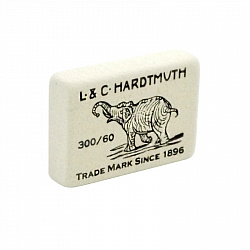 L·& C·HARDTMUTH
300/60
TRADE MARK SINCE 1896